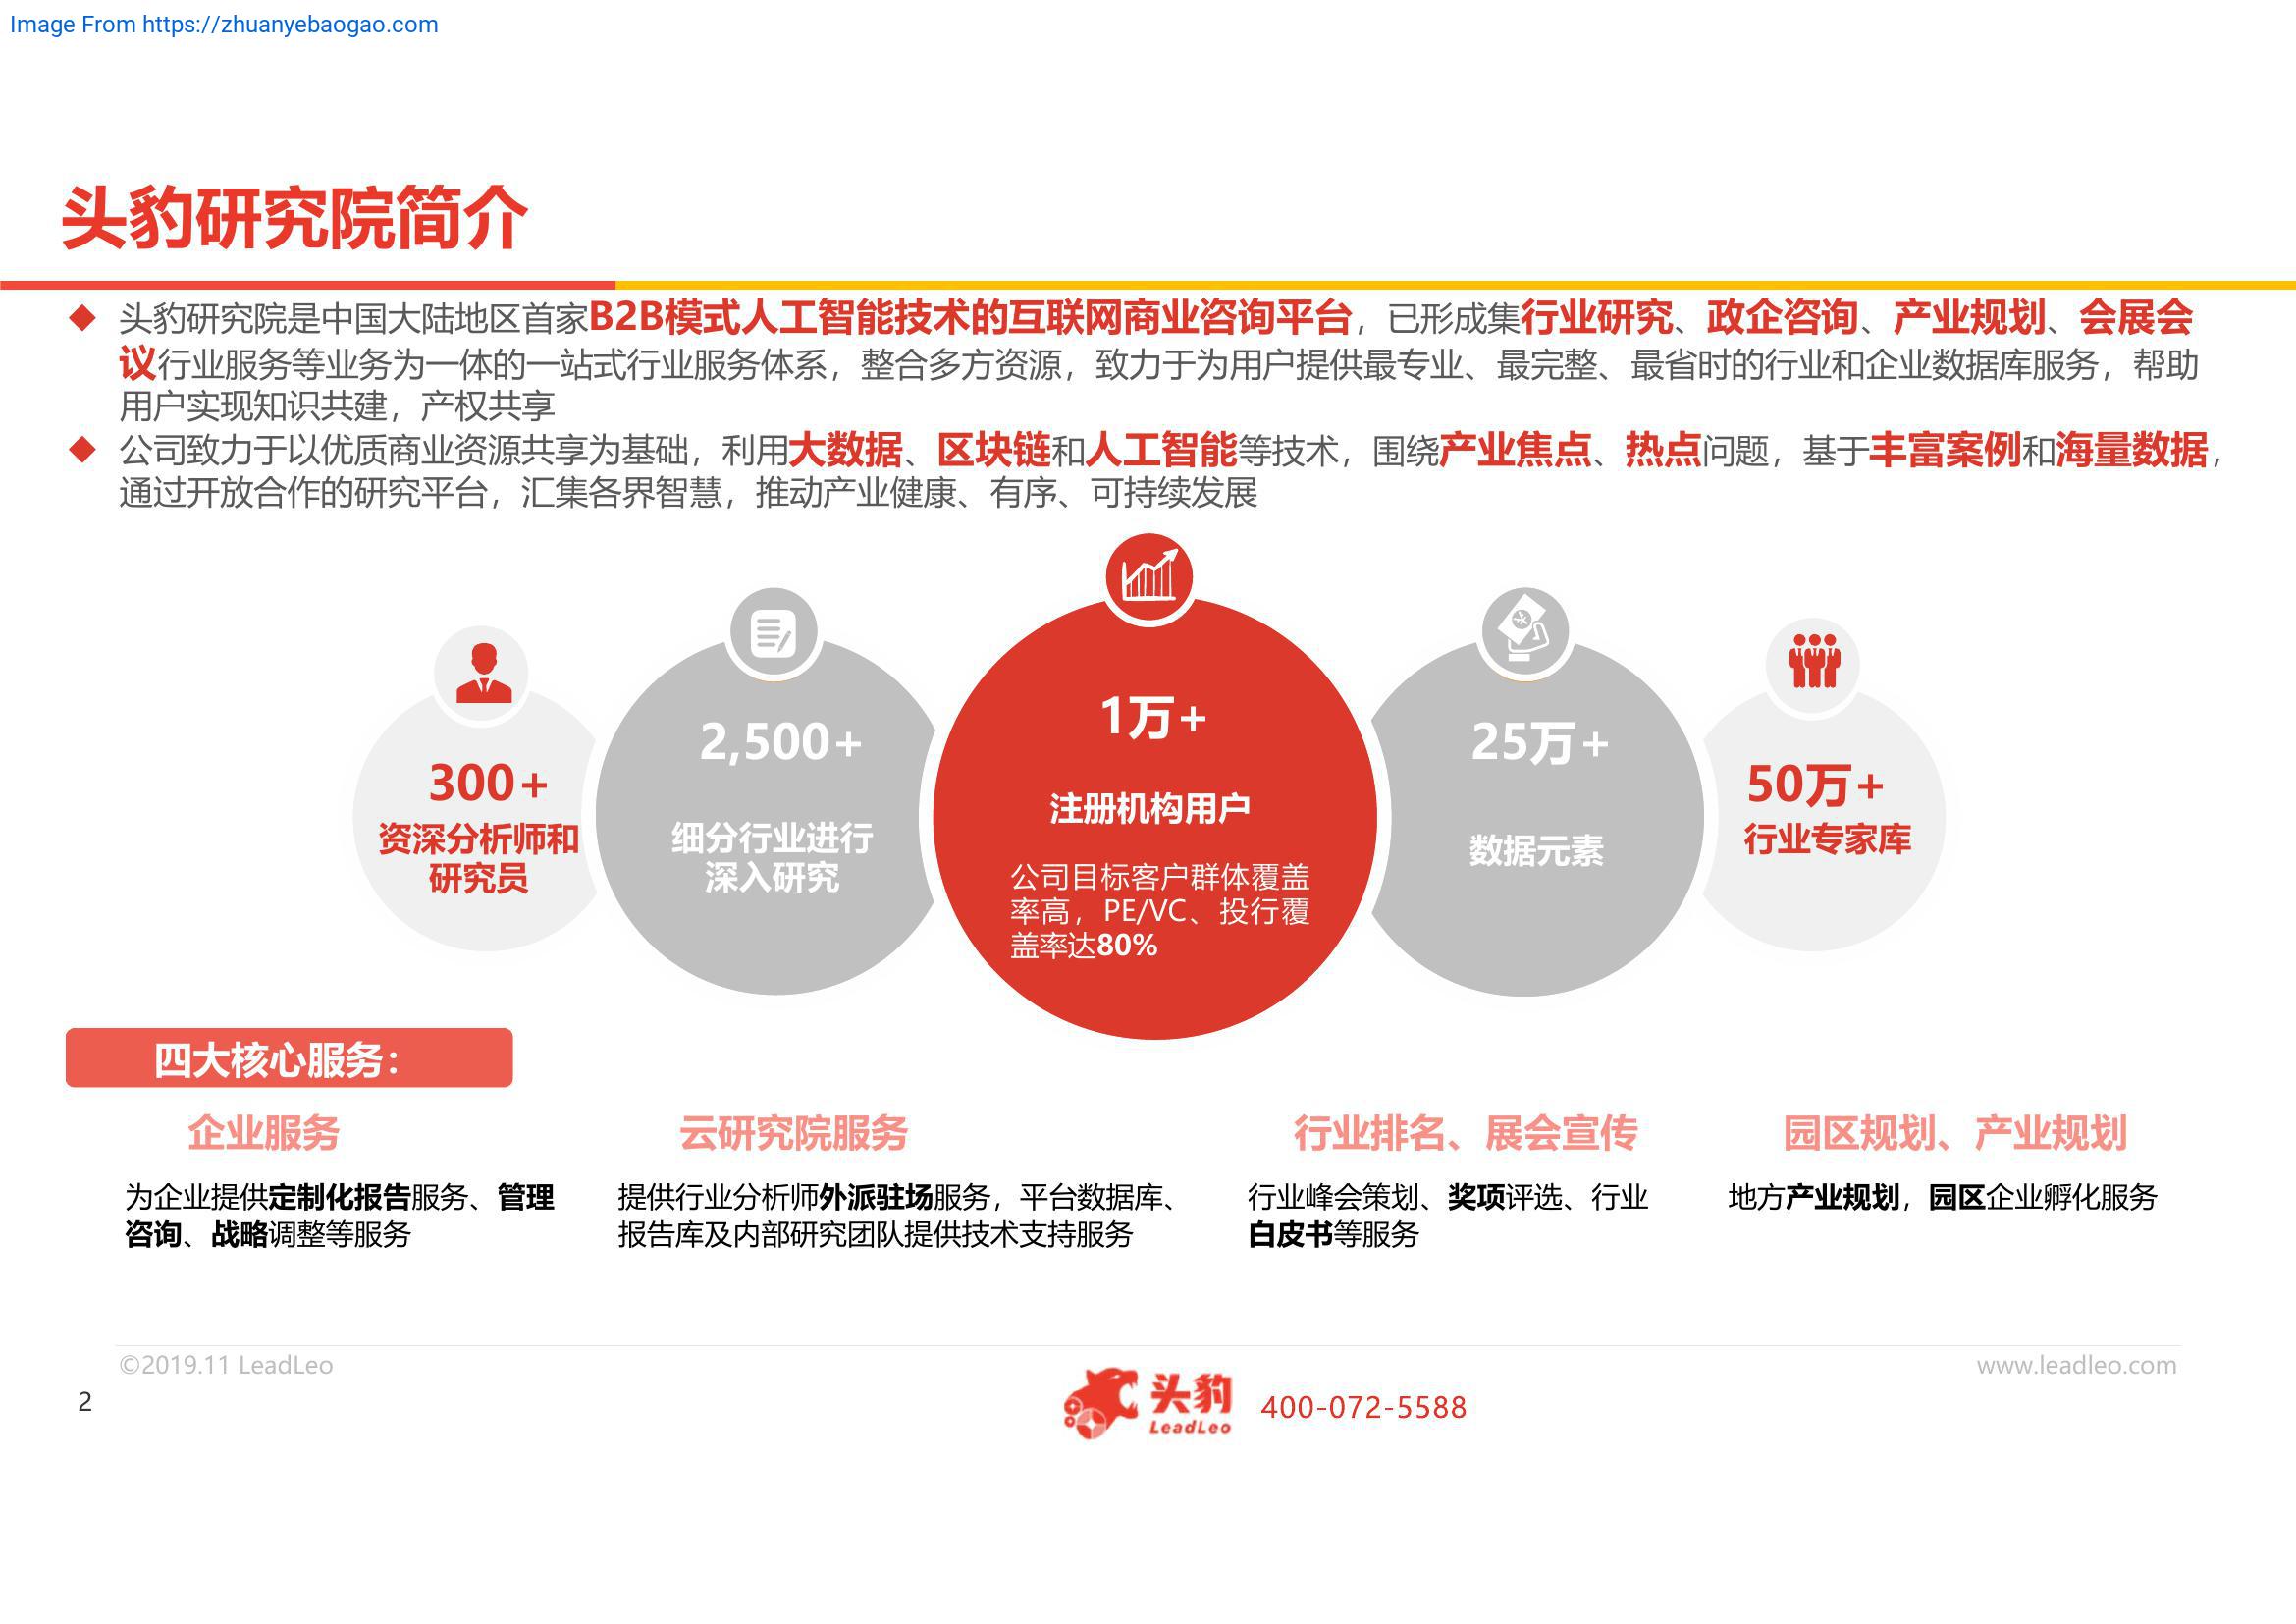 Image From https://zhuanyebaogao.com
头豹研究院简介
头豹研究院是中国大陆地区首家B2B模式人工智能技术的互联网商业咨询平台，已形成集行业研究、政企咨询、产业规划、会展会
议行业服务等业务为一体的一站式行业服务体系，整合多方资源，致力于为用户提供最专业、最完整、最省时的行业和企业数据库服务，帮助
用户实现知识共建，产权共享
公司致力于以优质商业资源共享为基础，利用大数据、区块链和人工智能等技术，围绕产业焦点、热点问题，基于丰富案例和海量数据，
通过开放合作的研究平台，汇集各界智慧，推动产业健康、有序、可持续发展
300+
资深分析师和
研究员
2,500+
细分行业进行
深入研究
1万+
注册机构用户
公司目标客户群体覆盖
率高，PE/VC、投行覆
盖率达80%
25万+
数据元素
50万+
行业专家库
四大核心服务：
企业服务
为企业提供定制化报告服务、管理
咨询、战略调整等服务
云研究院服务
提供行业分析师外派驻场服务，平台数据库、
报告库及内部研究团队提供技术支持服务
行业排名、展会宣传
行业峰会策划、奖项评选、行业
白皮书等服务
园区规划、产业规划
地方产业规划，园区企业孵化服务
©2019.11 LeadLeo
www.leadleo.com
2
头豹
LeadLeo
400-072-5588